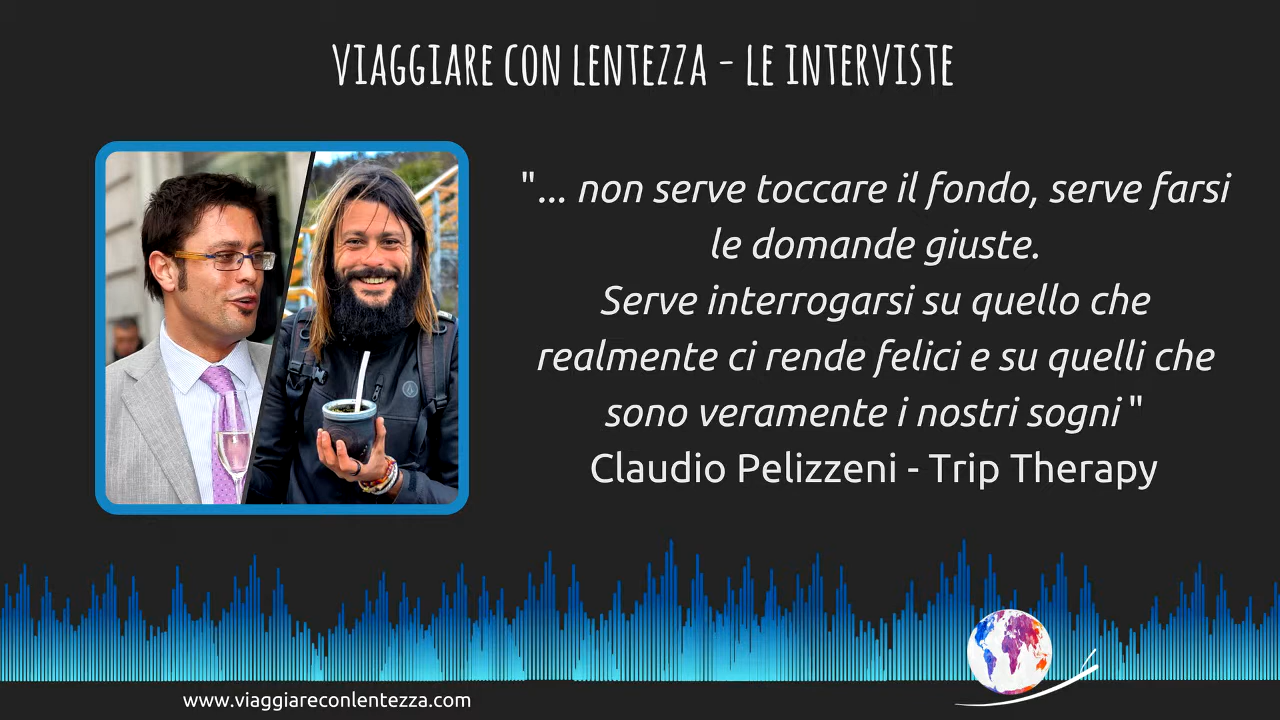 VIAGGIARE CON LENTEZZA - LE INTERVISTE
"... non serve toccare il fondo, serve farsi
le domande giuste.
Serve interrogarsi su quello che
realmente ci rende felici e su quelli che
sono veramente i nostri sogni "
Claudio Pelizzeni - Trip Therapy
www.viaggiareconlentezza.com